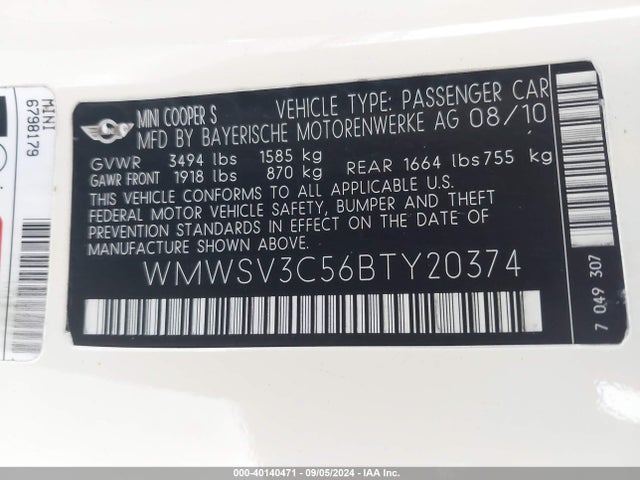 MINI COOPER S VEHICLE TYPE: PASSENGER CAR
MFD BY BAYERISCHE MOTORENWERKE AG 08/10
GVWR 3494 lbs 1585 kg
GAWR FRONT 1918 lbs 870 kg REAR 1664 lbs 755 kg
THIS VEHICLE CONFORMS TO ALL APPLICABLE U.S.
FEDERAL MOTOR VEHICLE SAFETY, BUMPER AND THEFT
PREVENTION STANDARDS IN EFFECT ON THE DATE OF
MANUFACTURE SHOWN ABOVE.
WMWSV3C56BTY20374
7 049 307
MINI
6798179
000-40140471 - 09/05/2024 - IAA Inc.